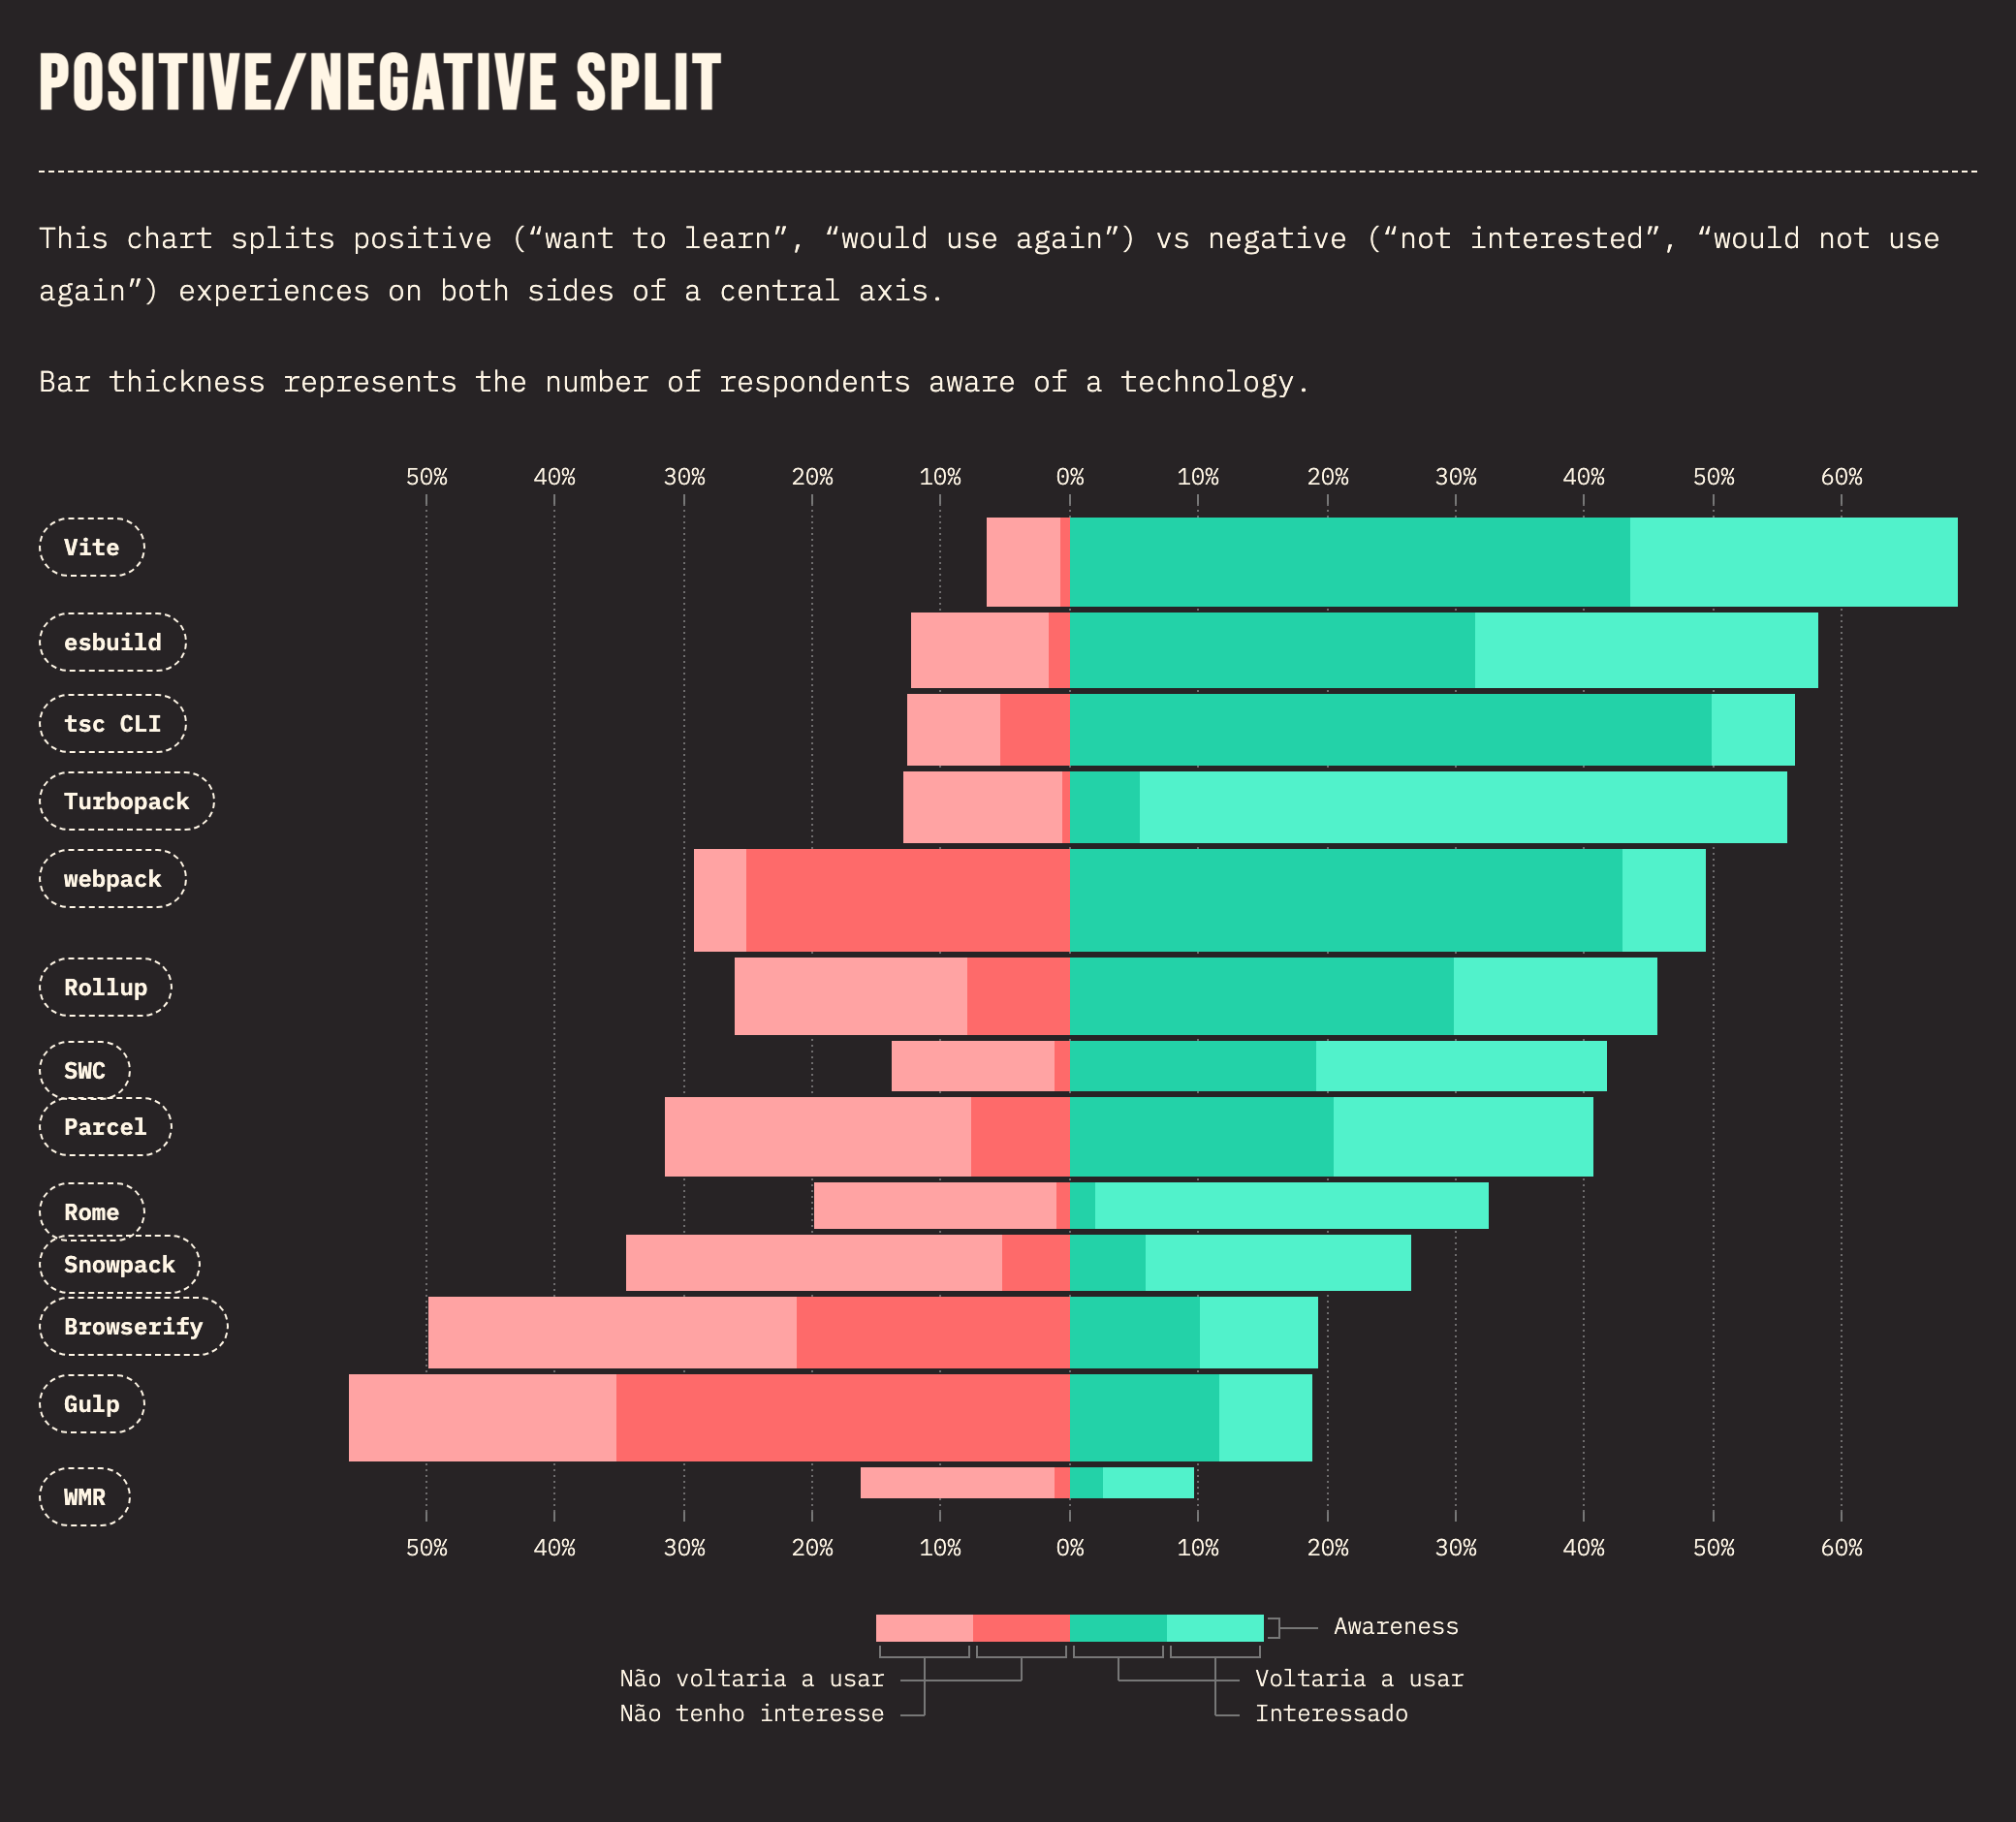 POSITIVE/NEGATIVE SPLIT
This chart splits positive (“want to learn”, “would use again”) vs negative (“not interested”, “would not use
again”) experiences on both sides of a central axis.
Bar thickness represents the number of respondents aware of a technology.
50% 40% 30% 20% 10% 0% 10% 20% 30% 40% 50% 60%
Vite
esbuild
tsc CLI
Turbopack
webpack
Rollup
SWC
Parcel
Rome
Snowpack
Browserify
Gulp
WMR
50% 40% 30% 20% 10% 0% 10% 20% 30% 40% 50% 60%
Awareness
Não voltaria a usar
Voltaria a usar
Não tenho interesse
Interessado